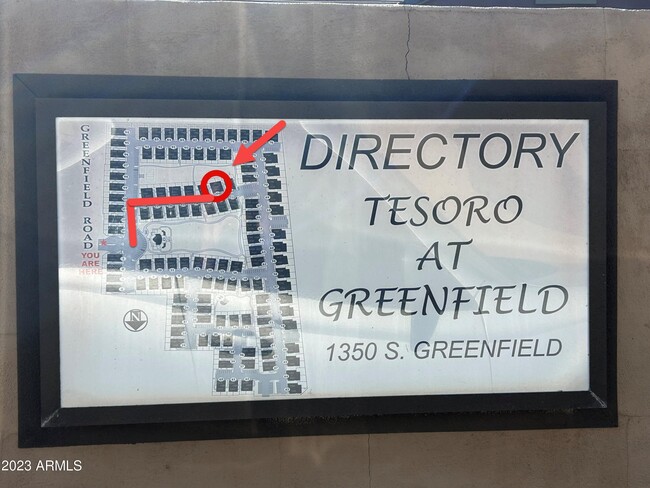 GREENFIELD ROAD
YOU ARE
HERE
N
DIRECTORY
TESORO
AT
GREENFIELD
1350 S. GREENFIELD
2023 ARMLS